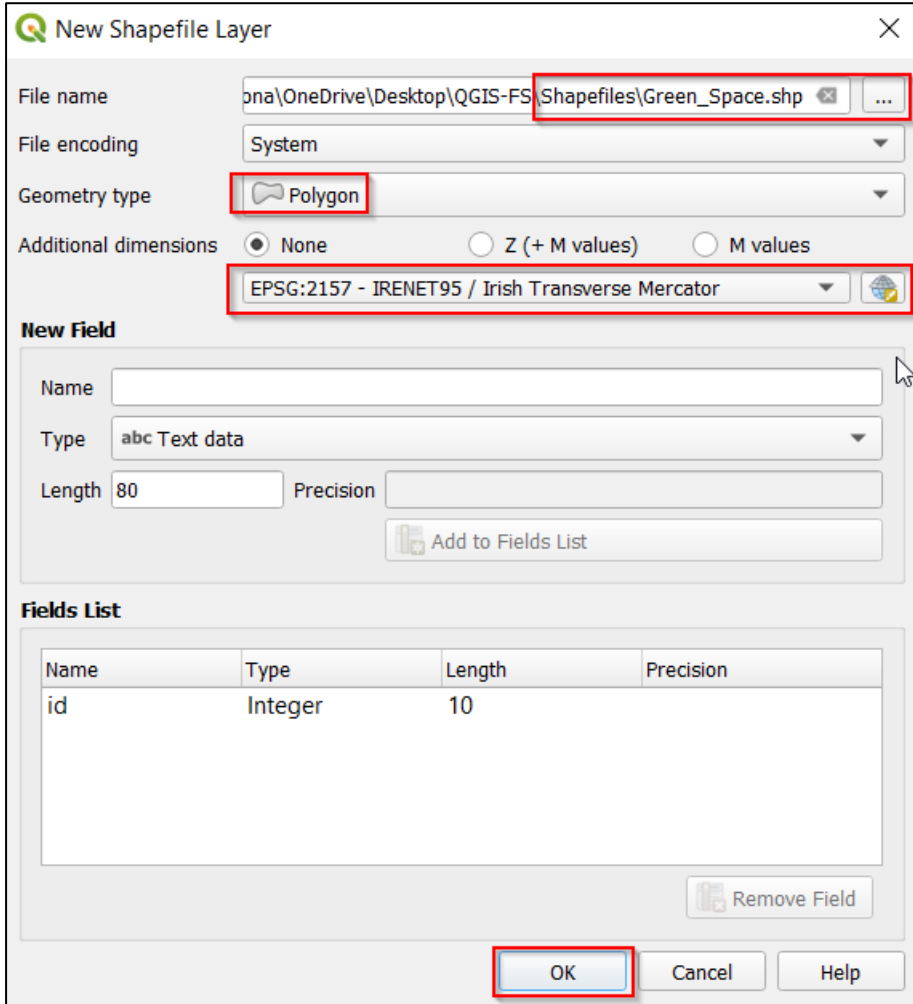 New Shapefile Layer
File name ona\OneDrive\Desktop\QGIS-FS\Shapefiles\Green_Space.shp ...
File encoding System
Geometry type Polygon
Additional dimensions None Z (+ M values) M values
EPSG:2157 - IRENET95 / Irish Transverse Mercator
New Field
Name
Type abc Text data
Length 80 Precision
Add to Fields List
Fields List
Name Type Length Precision
id Integer 10
Remove Field
OK Cancel Help